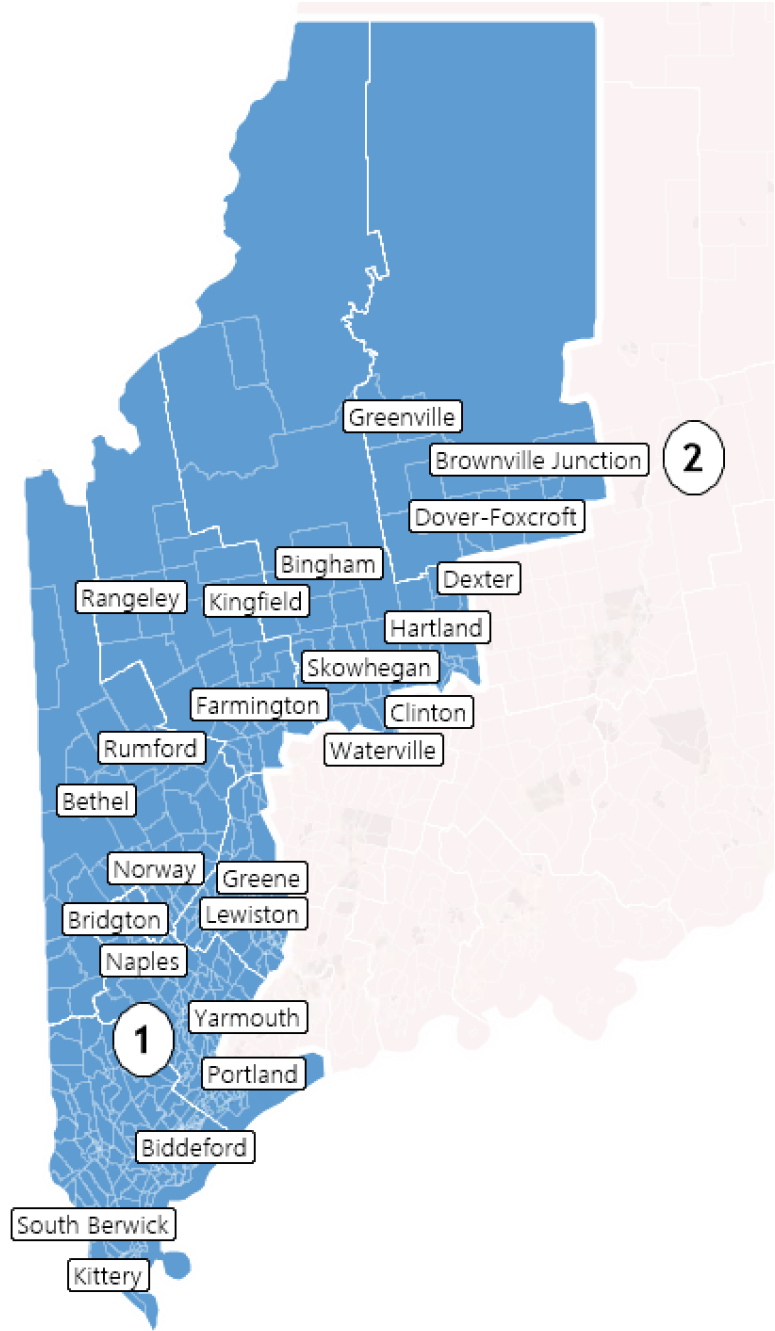 Greenville
Brownville Junction
2
Dover-Foxcroft
Bingham
Dexter
Rangeley
Kingfield
Hartland
Skowhegan
Farmington
Clinton
Rumford
Waterville
Bethel
Norway
Greene
Bridgton
Lewiston
Naples
Yarmouth
1
Portland
Biddeford
South Berwick
Kittery